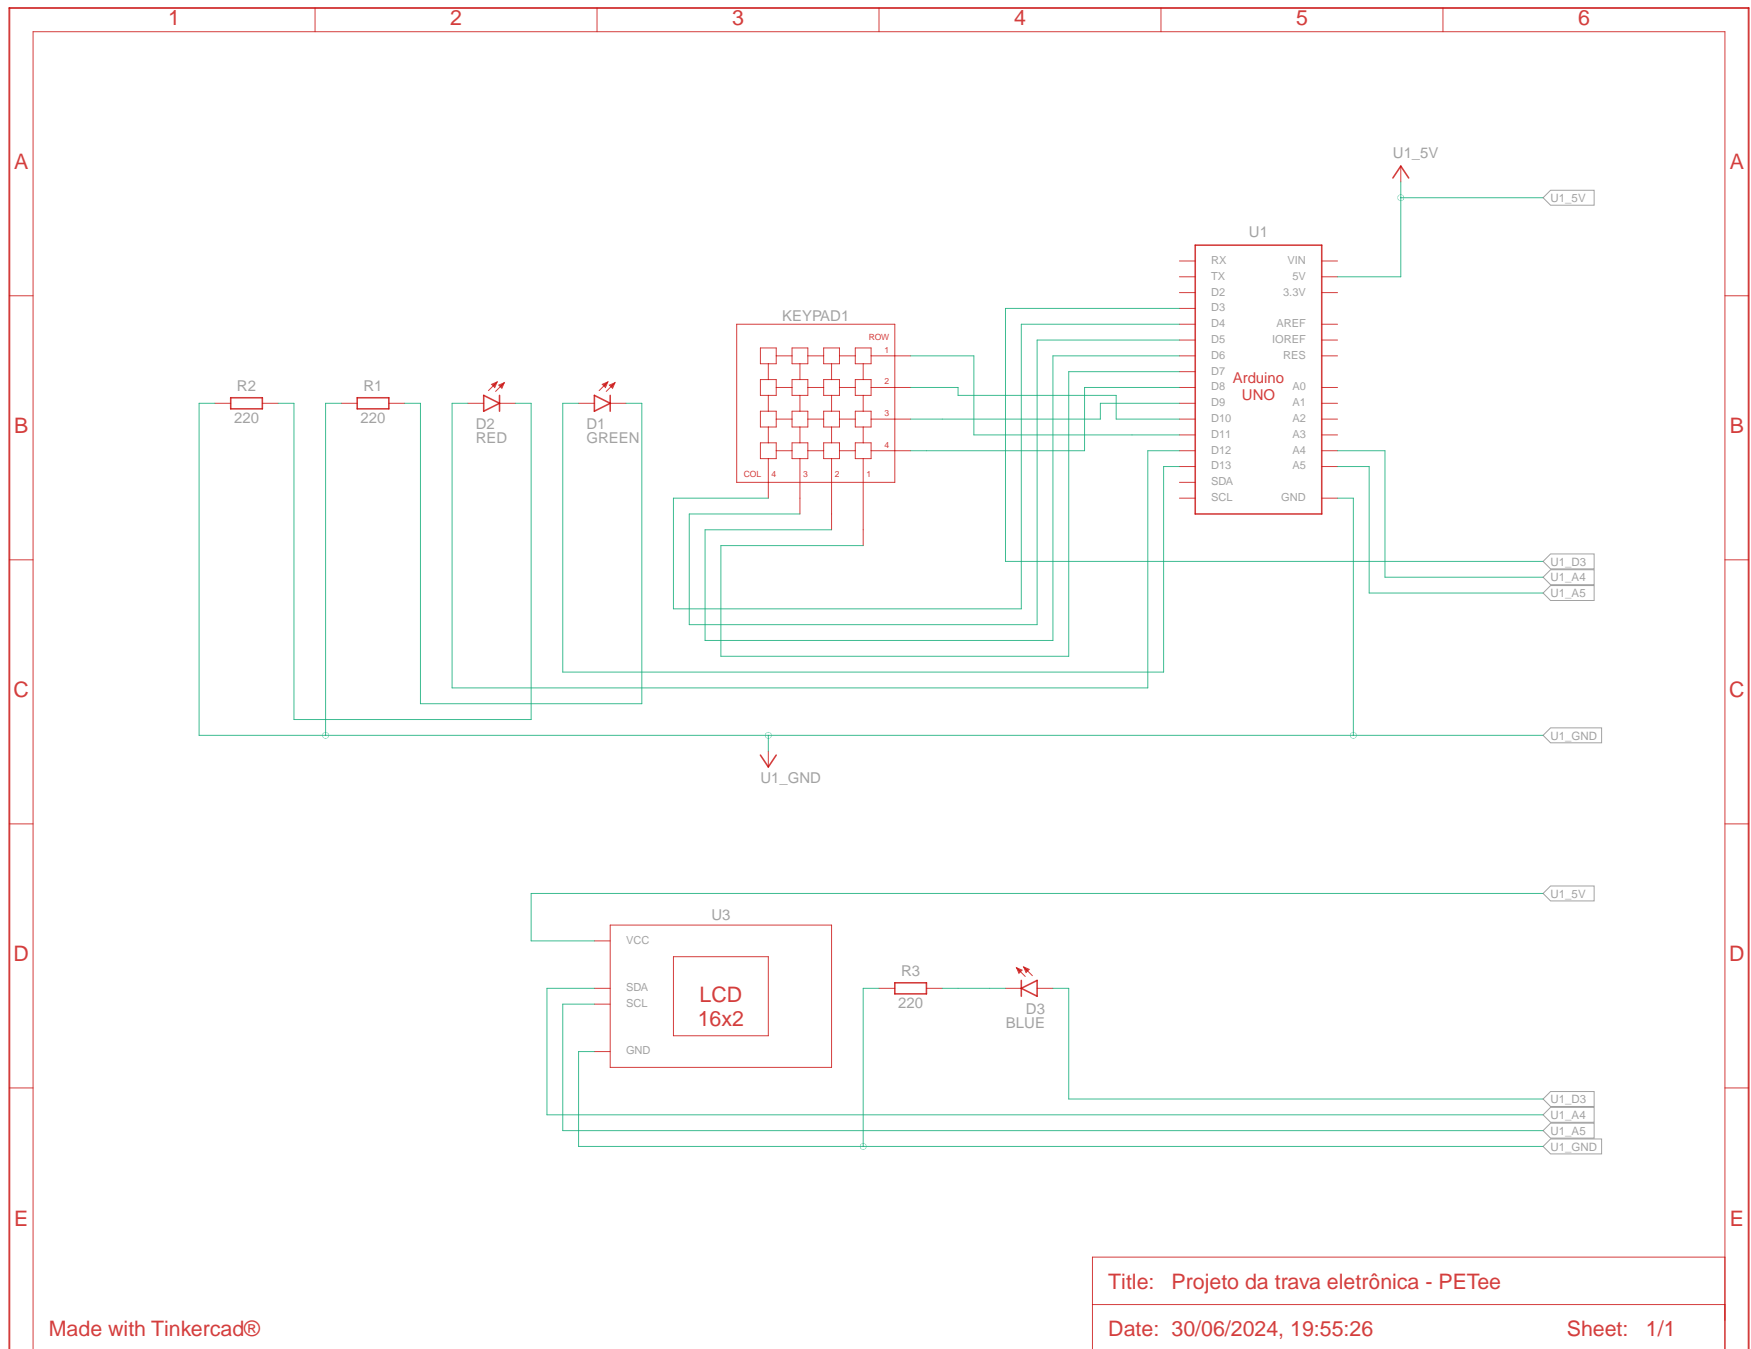 1 2 3 4 5 6
A A
U1_5V
U1_5V
U1
RX VIN
TX 5V
D2 3.3V
D3
D4 AREF
D5 IOREF
D6 RES
D7
D8 A0
D9 A1
D10 A2
D11 A3
D12 A4
D13 A5
SDA
SCL GND
Arduino
UNO
KEYPAD1
ROW
1
2
3
4
COL 4 3 2 1
R2
220
R1
220
D2
RED
D1
GREEN
B B
U1_D3
U1_A4
U1_A5
C C
U1_GND
U1_GND
U1_5V
U3
VCC
SDA
SCL
GND
LCD
16x2
R3
220
D3
BLUE
D D
U1_D3
U1_A4
U1_A5
U1_GND
E E
Title: Projeto da trava eletrônica - PETee
Made with Tinkercad®
Date: 30/06/2024, 19:55:26 Sheet: 1/1